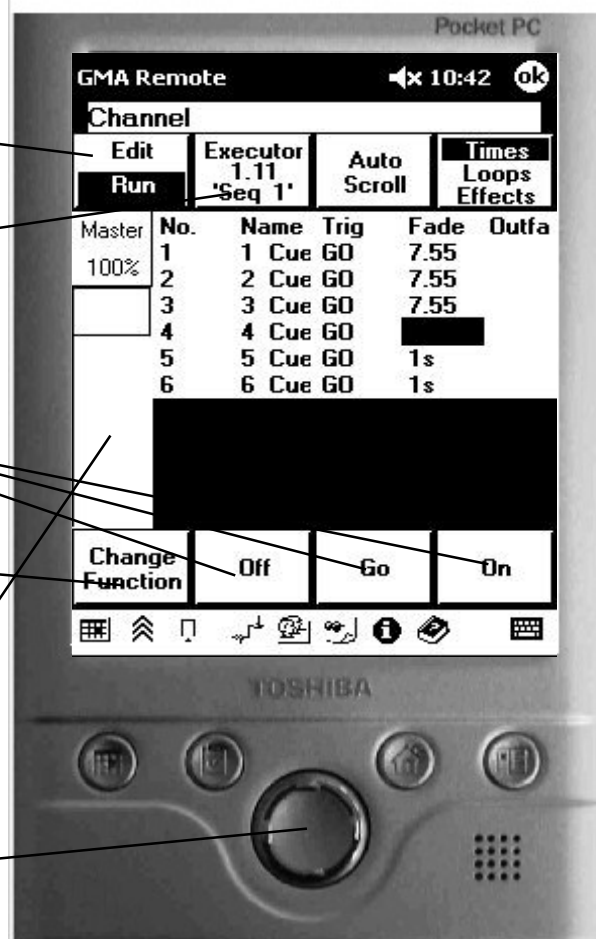 Pocket PC
GMA Remote 10:42 ok
Channel
Edit
Run
Executor
1.11
'Seq 1'
Auto
Scroll
Times
Loops
Effects
Master
100%
No. Name Trig Fade Outfa
1 1 Cue GO 7.55
2 2 Cue GO 7.55
3 3 Cue GO 7.55
4 4 Cue GO
5 5 Cue GO 1s
6 6 Cue GO 1s
Change
Function
Off
Go
On
TOSHIBA